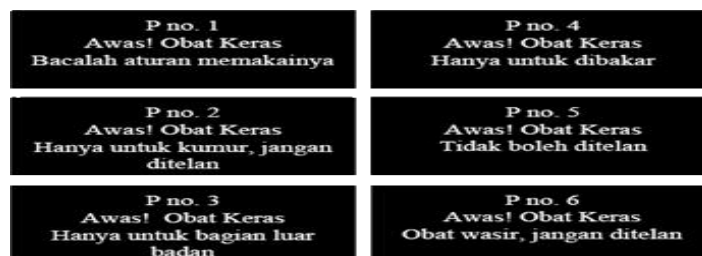 P no. 1
Awas! Obat Keras
Bacalah aturan memakainya
P no. 2
Awas! Obat Keras
Hanya untuk kumur, jangan
ditelan
P no. 3
Awas! Obat Keras
Hanya untuk bagian luar
badan
P no. 4
Awas! Obat Keras
Hanya untuk dibakar
P no. 5
Awas! Obat Keras
Tidak boleh ditelan
P no. 6
Awas! Obat Keras
Obat wasir, jangan ditelan